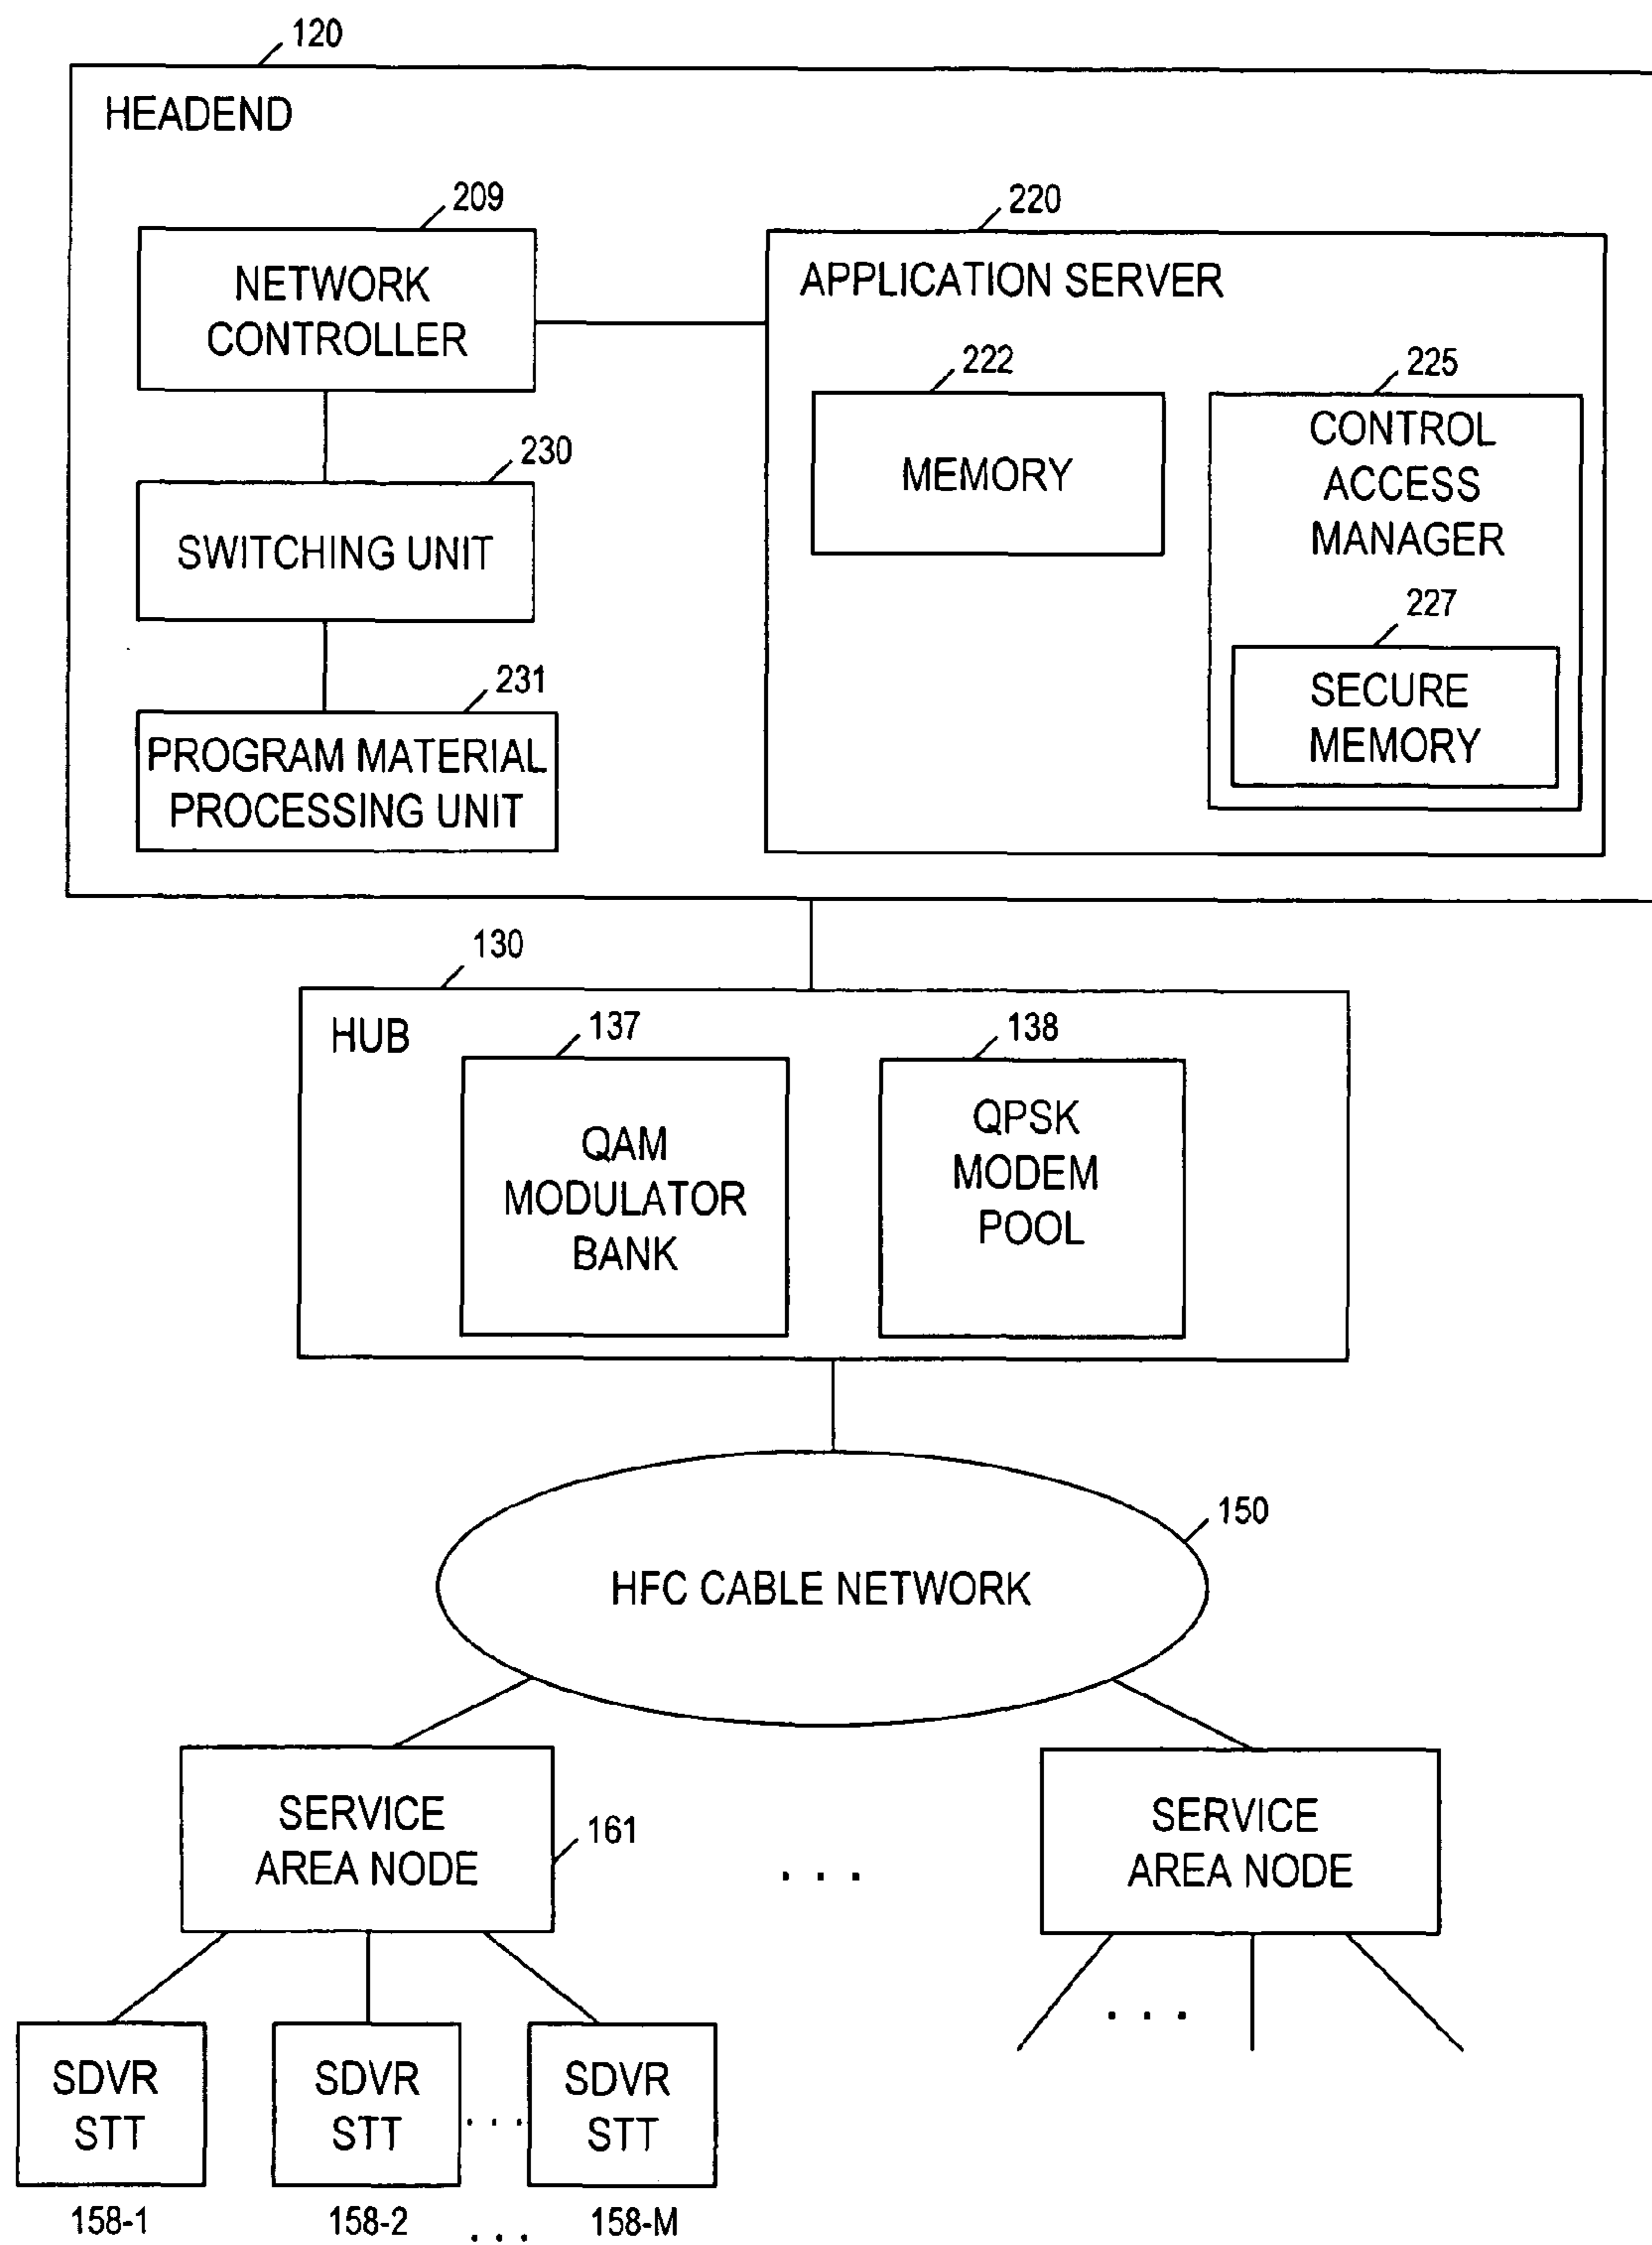 120
HEADEND
209
NETWORK
CONTROLLER
220
APPLICATION SERVER
222
MEMORY
225
CONTROL
ACCESS
MANAGER
227
SECURE
MEMORY
230
SWITCHING UNIT
231
PROGRAM MATERIAL
PROCESSING UNIT
130
HUB
137
QAM
MODULATOR
BANK
138
QPSK
MODEM
POOL
150
HFC CABLE NETWORK
SERVICE
AREA NODE
161
. . .
SERVICE
AREA NODE
. . .
SDVR
STT
SDVR
STT
. . .
SDVR
STT
158-1
158-2
. . .
158-M